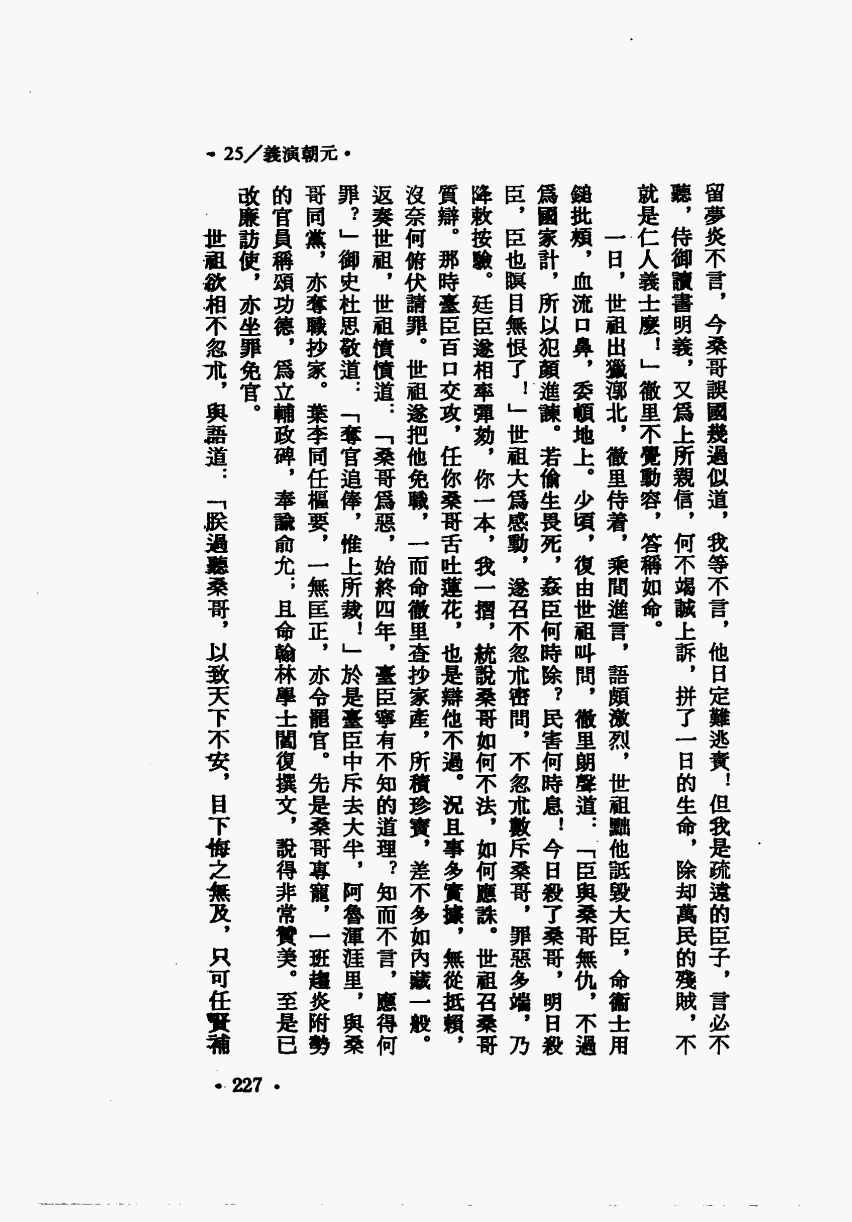 25／義演朝元
留夢炎不言，今桑哥誤國幾過似道，我等不言，他日定難逃責！但我是疏遠的臣子，言必不
聽，侍御讀書明義，又爲上所親信，何不竭誠上訴，拼了一日的生命，除却萬民的殘賊，不
就是仁人義士麽！」徹里不覺動容，答稱如命。
一日，世祖出獵漷北，徹里侍着，乘間進言，語頗激烈，世祖黜他詆毀大臣，命衞士用
鎚批頰，血流口鼻，委頓地上。少頃，復由世祖叫問，徹里朗聲道：「臣與桑哥無仇，不過
爲國家計，所以犯顏進諫。若偷生畏死，姦臣何時除？民害何時息！今日殺了桑哥，明日殺
臣，臣也瞑目無恨了！」世祖大爲感動，遂召不忽朮密問，不忽朮數斥桑哥，罪惡多端，乃
降敕按驗。廷臣遂相率彈劾，你一本，我一摺，統說桑哥如何不法，如何應誅。世祖召桑哥
質辯。那時臺臣百口交攻，任你桑哥舌吐蓮花，也是辯他不過。況且事多實據，無從抵賴，
沒奈何俯伏請罪。世祖遂把他免職，一而命徹里查抄家產，所積珍寶，差不多如內藏一般。
返奏世祖，世祖憤憤道：「桑哥爲惡，始終四年，臺臣寧有不知的道理？知而不言，應得何
罪？」御史杜思敬道：「奪官追俸，惟上所裁！」於是臺臣中斥去大半，阿魯渾涯里，與桑
哥同黨，亦奪職抄家。葉李同任樞要，一無匡正，亦令罷官。先是桑哥專寵，一班趨炎附勢
的官員稱頌功德，爲立輔政碑，奉諭俞允；且命翰林學士閻復撰文，說得非常贊美。至是已
改廉訪使，亦坐罪免官。
世祖欲相不忽朮，與語道：「朕過聽桑哥，以致天下不安，目下悔之無及，只可任賢補
227